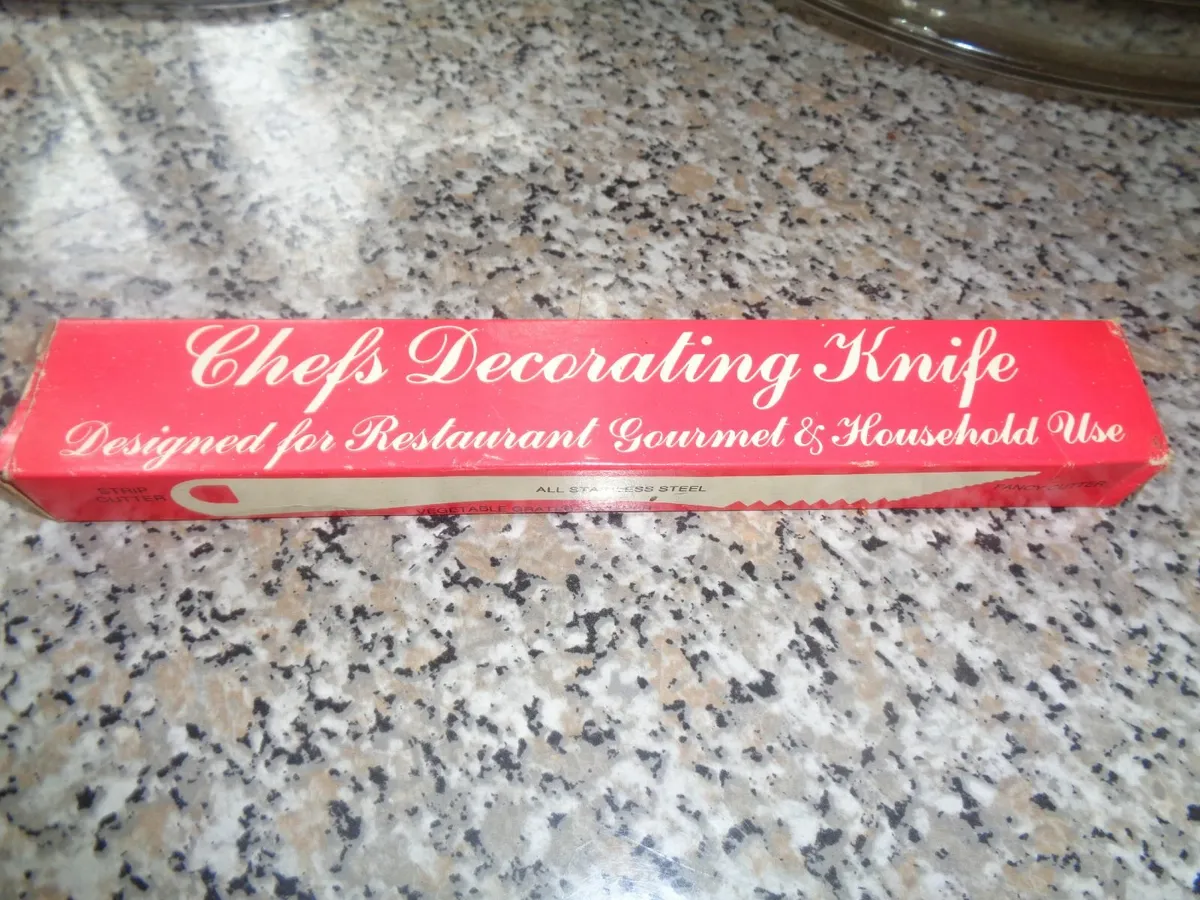 Chefs Decorating Knife
Designed for Restaurant Gourmet & Household Use
STRIP
CUTTER
ALL STAINLESS STEEL
FANCY CUTTER
VEGETABLE